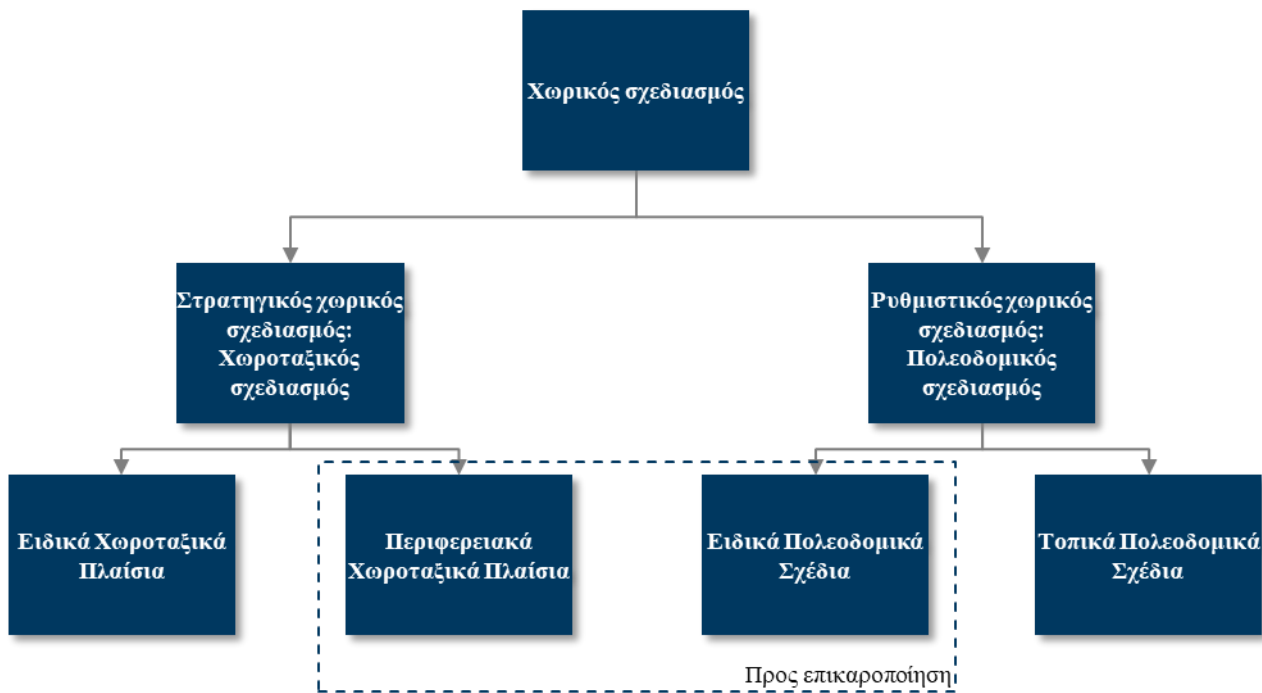 Χωρικός σχεδιασμός
Στρατηγικός χωρικός
σχεδιασμός:
Χωροταξικός
σχεδιασμός
Ρυθμιστικός χωρικός
σχεδιασμός:
Πολεοδομικός
σχεδιασμός
Ειδικά Χωροταξικά
Πλαίσια
Περιφερειακά
Χωροταξικά Πλαίσια
Ειδικά Πολεοδομικά
Σχέδια
Τοπικά Πολεοδομικά
Σχέδια
Προς επικαροποίηση